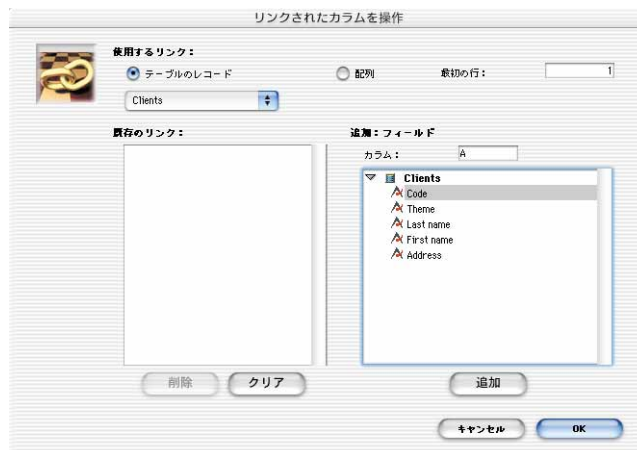 リンクされたカラムを操作
使用するリンク：
テーブルのレコード 配列 最初の行： 1
Clients
既存のリンク： 追加：フィールド
カラム： A
Clients
Code
Theme
Last name
First name
Address
削除 クリア 追加
キャンセル OK